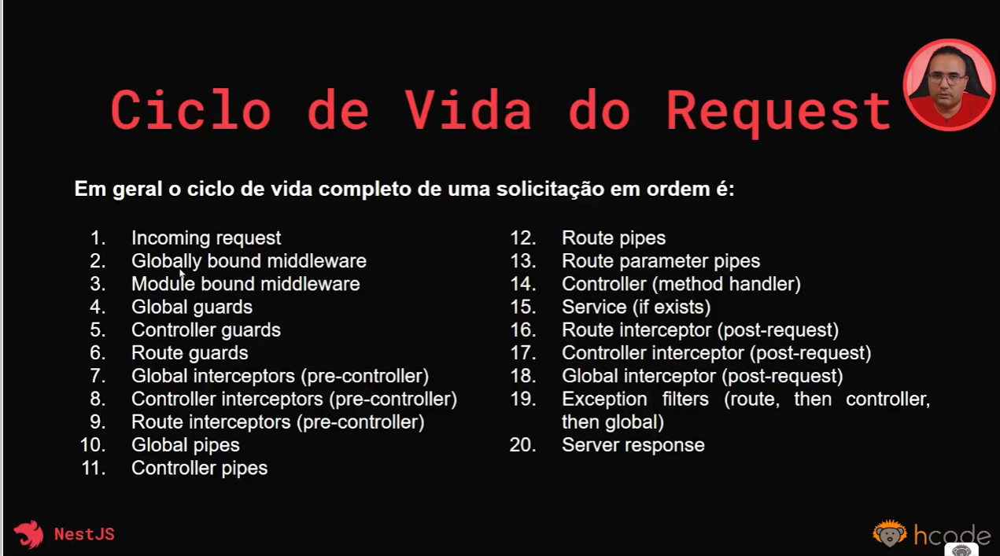 Ciclo de Vida do Request
Em geral o ciclo de vida completo de uma solicitação em ordem é:
1. Incoming request
2. Globally bound middleware
3. Module bound middleware
4. Global guards
5. Controller guards
6. Route guards
7. Global interceptors (pre-controller)
8. Controller interceptors (pre-controller)
9. Route interceptors (pre-controller)
10. Global pipes
11. Controller pipes
12. Route pipes
13. Route parameter pipes
14. Controller (method handler)
15. Service (if exists)
16. Route interceptor (post-request)
17. Controller interceptor (post-request)
18. Global interceptor (post-request)
19. Exception filters (route, then controller,
then global)
20. Server response
NestJS
hcode